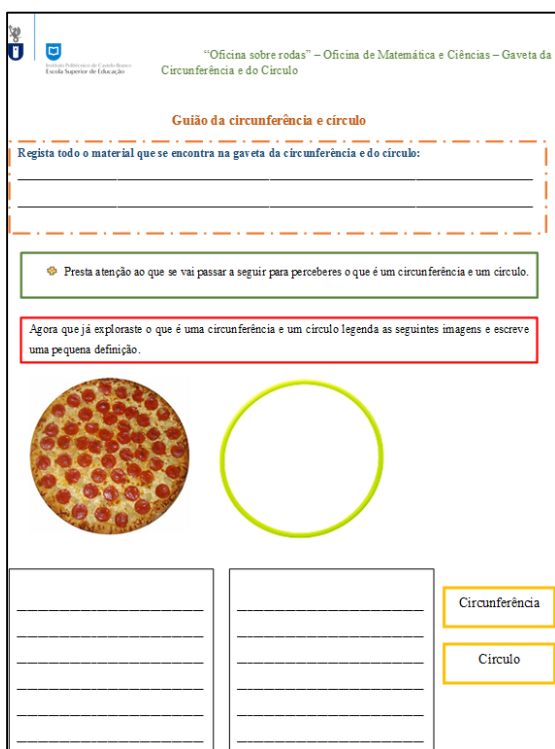 Instituto Politécnico de Castelo Branco
Escola Superior de Educação
“Oficina sobre rodas” – Oficina de Matemática e Ciências – Gaveta da
Circunferência e do Círculo
Guião da circunferência e círculo
Regista todo o material que se encontra na gaveta da circunferência e do círculo:
Presta atenção ao que se vai passar a seguir para perceberes o que é um circunferência e um círculo.
Agora que já exploraste o que é uma circunferência e um círculo legenda as seguintes imagens e escreve
uma pequena definição.
Circunferência
Círculo